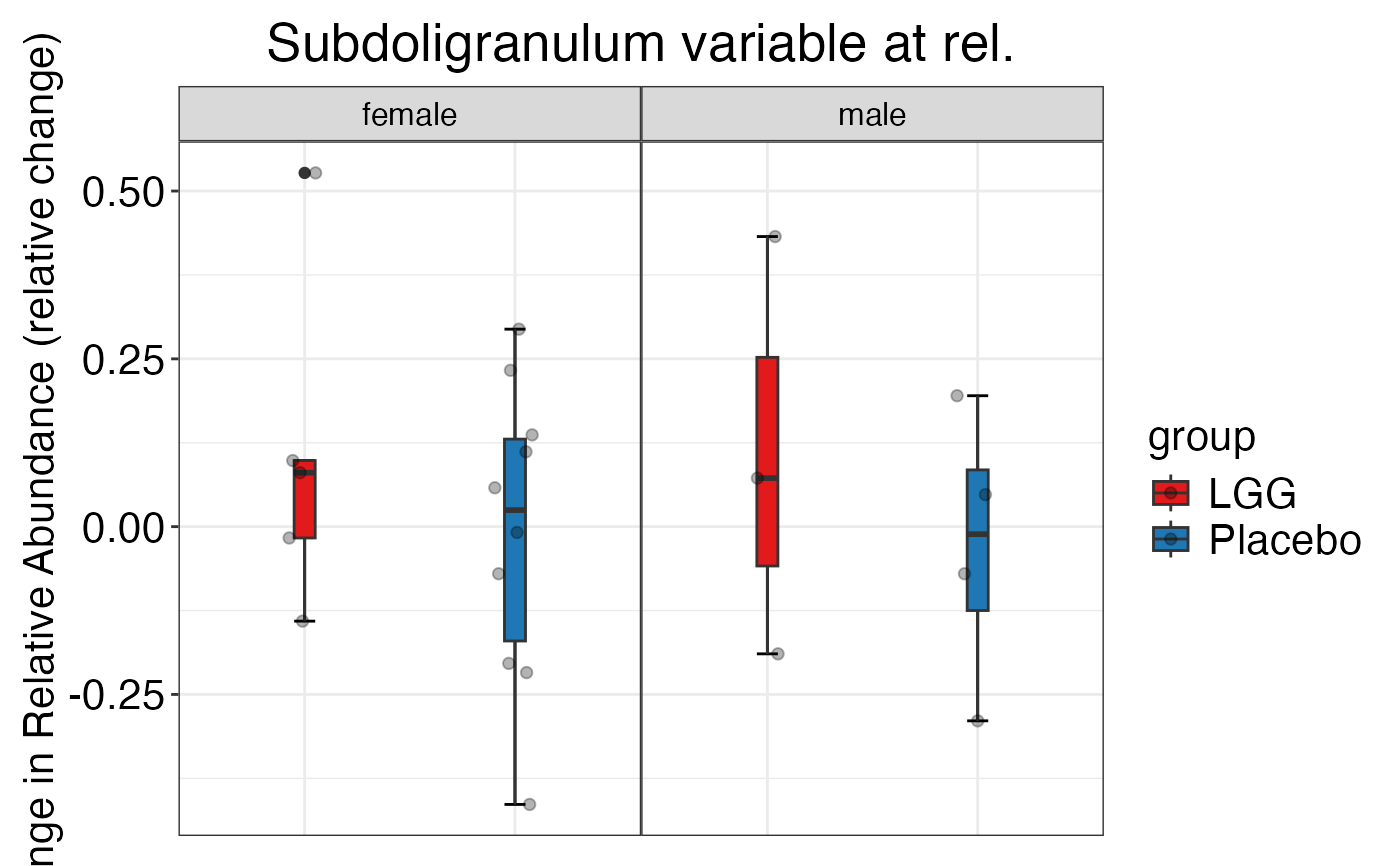 Subdoligranulum variable at rel.
female
male
nge in Relative Abundance (relative change)
0.50
0.25
0.00
-0.25
group
LGG
Placebo